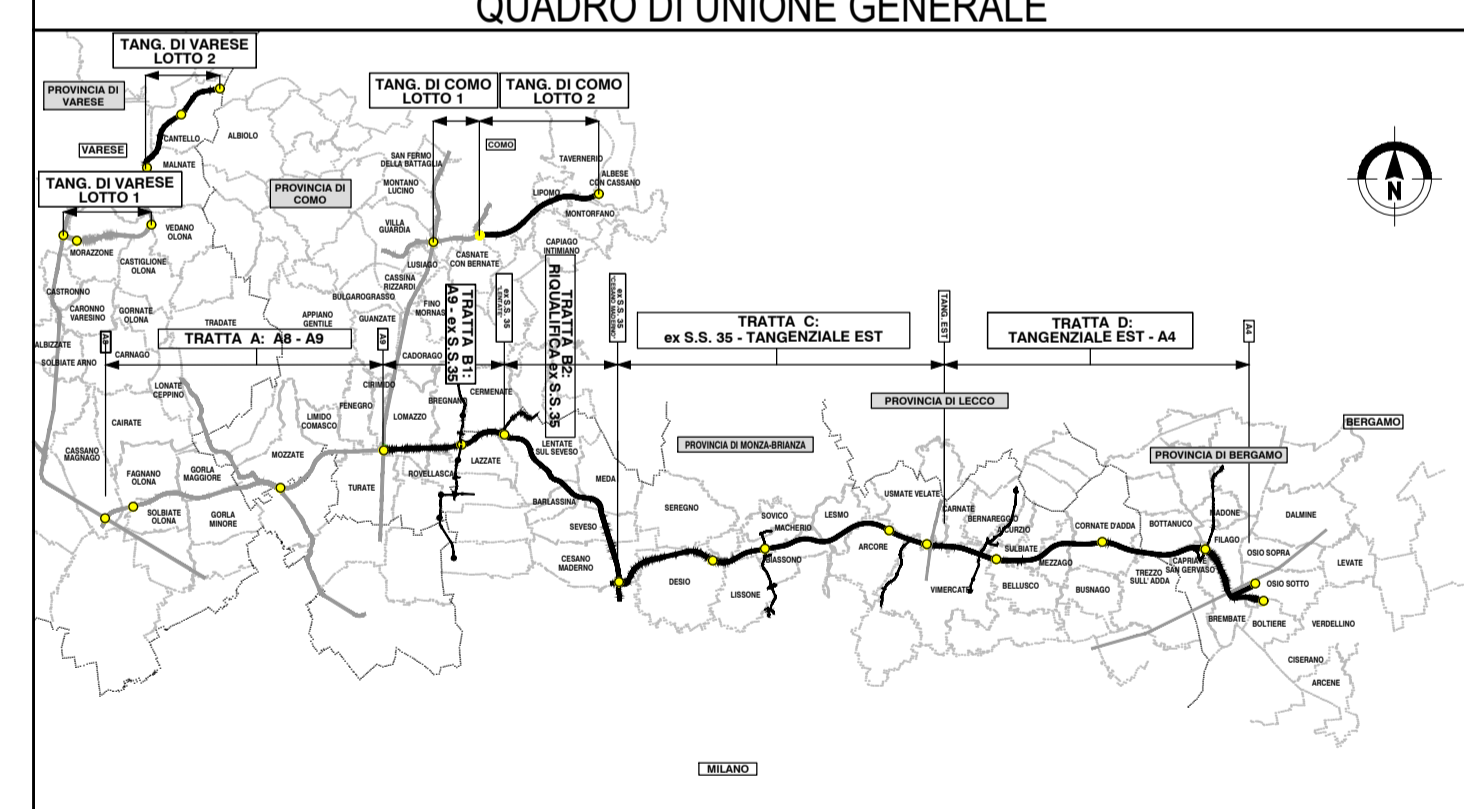 QUADRO DI UNIONE GENERALE
TANG. DI VARESE
LOTTO 2
PROVINCIA DI
VARESE
TANG. DI COMO
LOTTO 1
TANG. DI COMO
LOTTO 2
CANTELLO
ALBIOLO
VARESE
COMO
MALNATE
SAN FERMO
DELLA BATTAGLIA
TAVERNERIO
TANG. DI VARESE
LOTTO 1
PROVINCIA DI
COMO
MONTANO
LUCINO
ALBESE
CON CASSANO
LIPOMO
MONTORFANO
N
VEDANO
OLONA
VILLA
GUARDIA
MORAZZONE
CAPIAGO
INTIMIANO
CASTIGLIONE
OLONA
LUSIAGO
CASNATE
CON BERNATE
CASTRONNO
CASSINA
RIZZARDI
BULGAROGRASSO
CARONNO
VARESINO
GORNATE
OLONA
FINO
MORNAS
TRATTA B1:
A9 - ex S.S.35
ex S.S. 35
"LENTATE"
TRATTA B2:
RIQUALIFICA ex S.S.35
ex S.S. 35
"CESANO MADERNO"
TANG. EST
A4
TRADATE
APPIANO
GENTILE
GUANZATE
TRATTA A: A8 - A9
A8
A9
TRATTA C:
ex S.S. 35 - TANGENZIALE EST
TRATTA D:
TANGENZIALE EST - A4
ALBIZZATE
CARNAGO
SOLBIATE ARNO
CADORAGO
CIRIMIDO
LONATE
CEPPINO
CERMENATE
BREGNANO
FENEGRO
LIMIDO
COMASCO
LOMAZZO
PROVINCIA DI LECCO
BERGAMO
CAIRATE
PROVINCIA DI MONZA-BRIANZA
PROVINCIA DI BERGAMO
CASSANO
MAGNAGO
MOZZATE
LENTATE
SUL SEVESO
LAZZATE
FAGNANO
OLONA
GORLA
MAGGIORE
ROVELLASCA
MEDA
TURATE
USMATE VELATE
BARLASSINA
SEREGNO
CARNATE
SOLBIATE
OLONA
GORLA
MINORE
SEVESO
SOVICO
LESMO
BERNAREGGIO
MADONE
DALMINE
MACHERIO
AICURZIO
CORNATE D'ADDA
BOTTANUCO
FILAGO
ARCORE
SULBIATE
OSIO SOPRA
CESANO
MADERNO
BIASSONO
MEZZAGO
CAPRIATE
SAN GERVASO
LEVATE
TREZZO
SULL' ADDA
DESIO
VIMERCATE
BELLUSCO
BUSNAGO
OSIO SOTTO
LISSONE
BREMBATE
BOLTIERE
VERDELLINO
CISERANO
ARCENE
MILANO